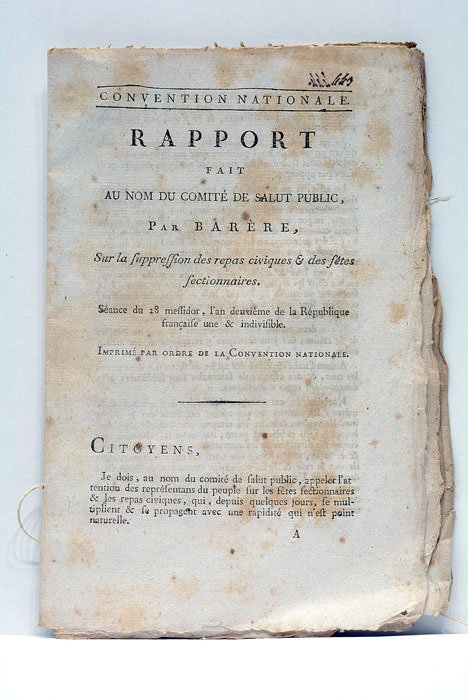 CONVENTION NATIONALE.
RAPPORT
FAIT
AU NOM DU COMITÉ DE SALUT PUBLIC,
PAR BARÈRE,
Sur la ſuppreſſion des repas civiques & des fêtes
ſectionnaires.
Séance du 28 meſſidor, l'an deuxième de la République
françaiſe une & indiviſible.
IMPRIMÉ PAR ORDRE DE LA CONVENTION NATIONALE.
CITOYENS,
Je dois, au nom du comité de ſalut public, appeler l'at
tention des repréſentans du peuple ſur les fêtes ſectionnaires
& les repas civiques, qui, depuis quelques jours, ſe mul-
tiplient & ſe propagent avec une rapidité qui n'eſt point
naturelle.
A